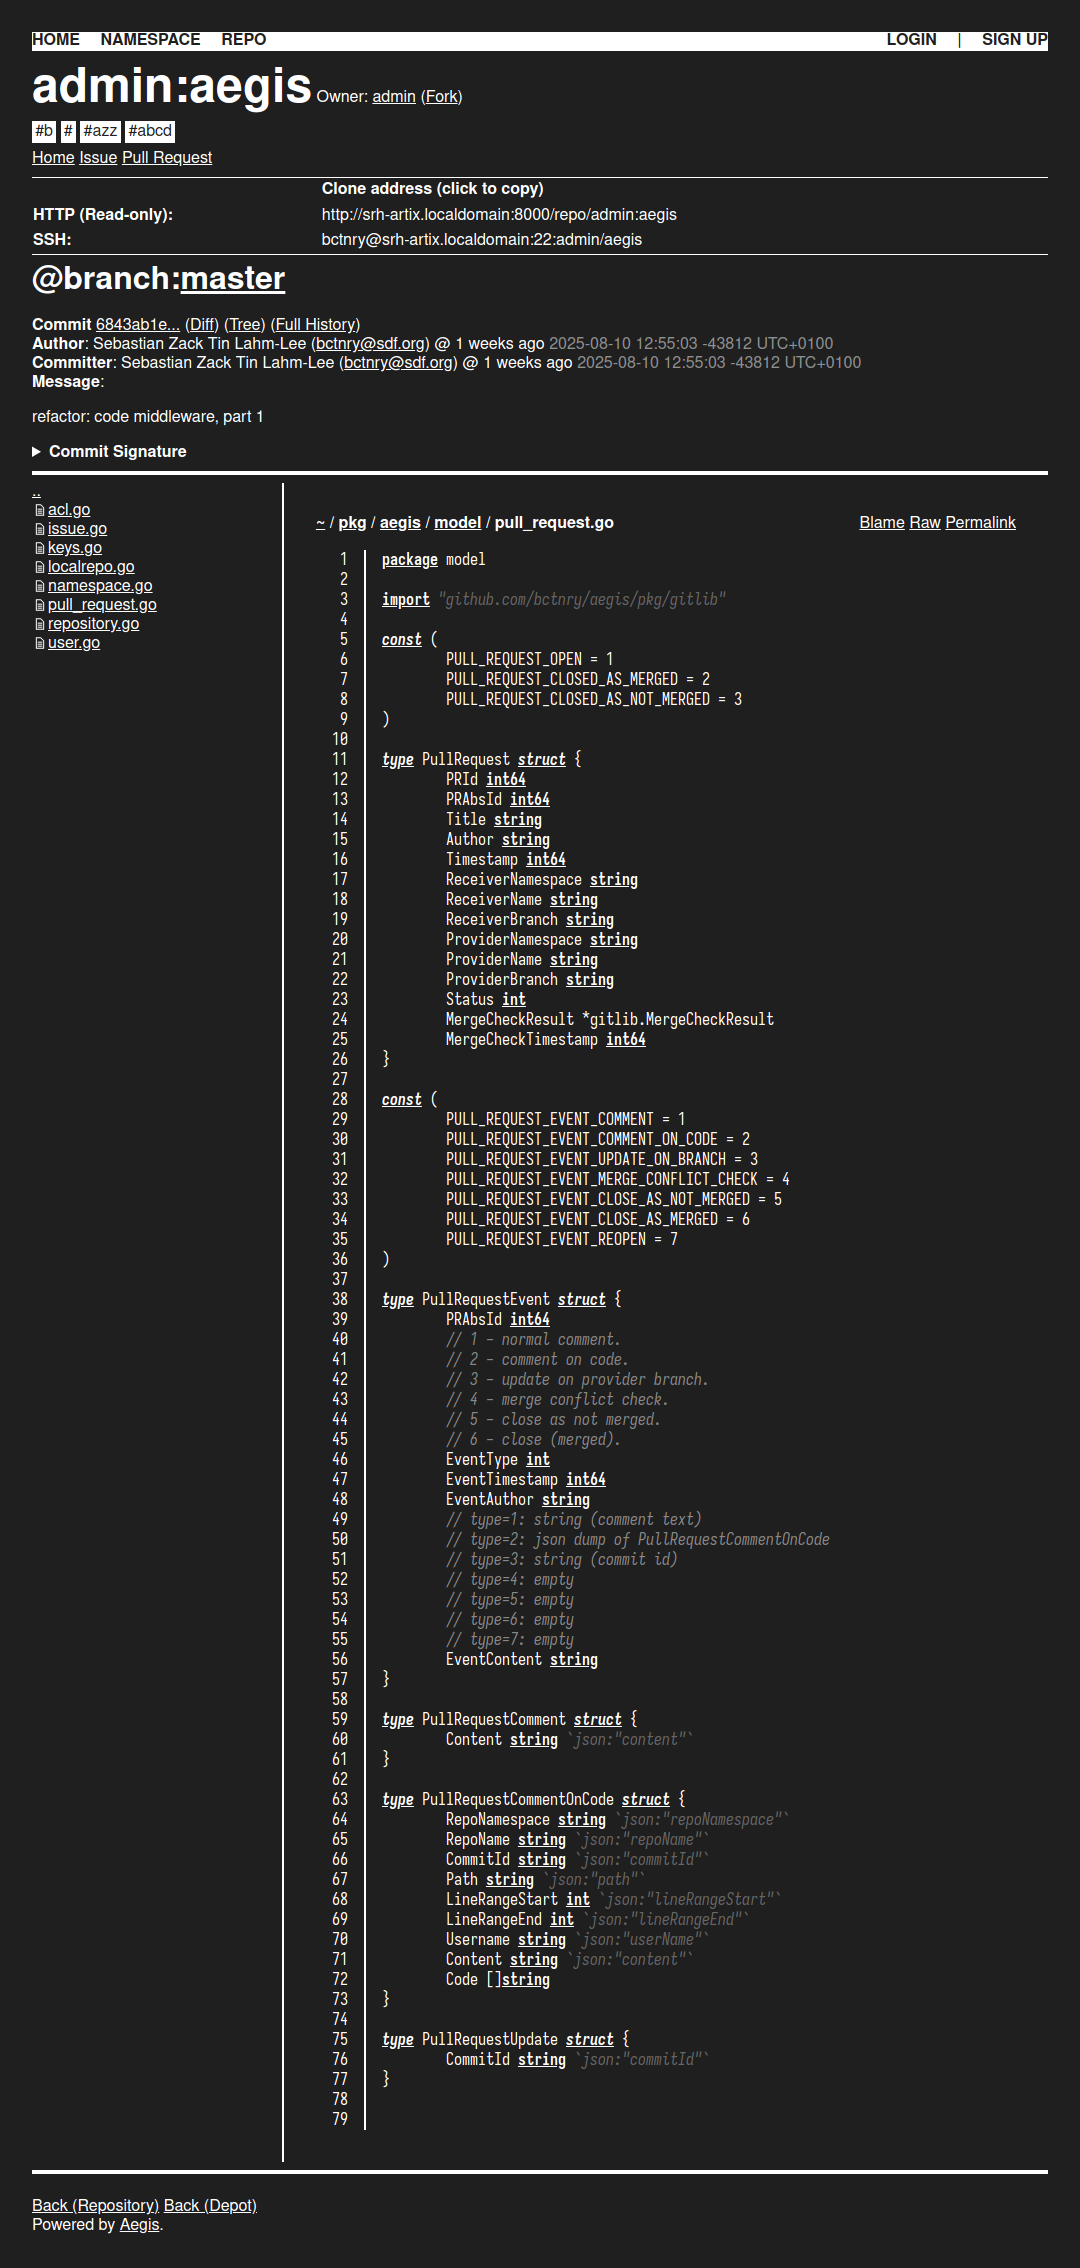 HOME NAMESPACE REPO LOGIN | SIGN UP
admin:aegis Owner: admin (Fork)
#b # #azz #abcd
Home Issue Pull Request
Clone address (click to copy)
HTTP (Read-only): http://srh-artix.localdomain:8000/repo/admin:aegis
SSH: bctnry@srh-artix.localdomain:22:admin/aegis
@branch:master
Commit 6843ab1e... (Diff) (Tree) (Full History)
Author: Sebastian Zack Tin Lahm-Lee (bctnry@sdf.org) @ 1 weeks ago 2025-08-10 12:55:03 -43812 UTC+0100
Committer: Sebastian Zack Tin Lahm-Lee (bctnry@sdf.org) @ 1 weeks ago 2025-08-10 12:55:03 -43812 UTC+0100
Message:
refactor: code middleware, part 1
▶ Commit Signature
..
acl.go
issue.go
keys.go
localrepo.go
namespace.go
pull_request.go
repository.go
user.go
~ / pkg / aegis / model / pull_request.go Blame Raw Permalink
1 package model
2
3 import "github.com/bctnry/aegis/pkg/gitlib"
4
5 const (
6 PULL_REQUEST_OPEN = 1
7 PULL_REQUEST_CLOSED_AS_MERGED = 2
8 PULL_REQUEST_CLOSED_AS_NOT_MERGED = 3
9 )
10
11 type PullRequest struct {
12 PRId int64
13 PRAbsId int64
14 Title string
15 Author string
16 Timestamp int64
17 ReceiverNamespace string
18 ReceiverName string
19 ReceiverBranch string
20 ProviderNamespace string
21 ProviderName string
22 ProviderBranch string
23 Status int
24 MergeCheckResult *gitlib.MergeCheckResult
25 MergeCheckTimestamp int64
26 }
27
28 const (
29 PULL_REQUEST_EVENT_COMMENT = 1
30 PULL_REQUEST_EVENT_COMMENT_ON_CODE = 2
31 PULL_REQUEST_EVENT_UPDATE_ON_BRANCH = 3
32 PULL_REQUEST_EVENT_MERGE_CONFLICT_CHECK = 4
33 PULL_REQUEST_EVENT_CLOSE_AS_NOT_MERGED = 5
34 PULL_REQUEST_EVENT_CLOSE_AS_MERGED = 6
35 PULL_REQUEST_EVENT_REOPEN = 7
36 )
37
38 type PullRequestEvent struct {
39 PRAbsId int64
40 // 1 - normal comment.
41 // 2 - comment on code.
42 // 3 - update on provider branch.
43 // 4 - merge conflict check.
44 // 5 - close as not merged.
45 // 6 - close (merged).
46 EventType int
47 EventTimestamp int64
48 EventAuthor string
49 // type=1: string (comment text)
50 // type=2: json dump of PullRequestCommentOnCode
51 // type=3: string (commit id)
52 // type=4: empty
53 // type=5: empty
54 // type=6: empty
55 // type=7: empty
56 EventContent string
57 }
58
59 type PullRequestComment struct {
60 Content string `json:"content"`
61 }
62
63 type PullRequestCommentOnCode struct {
64 RepoNamespace string `json:"repoNamespace"`
65 RepoName string `json:"repoName"`
66 CommitId string `json:"commitId"`
67 Path string `json:"path"`
68 LineRangeStart int `json:"lineRangeStart"`
69 LineRangeEnd int `json:"lineRangeEnd"`
70 Username string `json:"userName"`
71 Content string `json:"content"`
72 Code []string
73 }
74
75 type PullRequestUpdate struct {
76 CommitId string `json:"commitId"`
77 }
78
79
Back (Repository) Back (Depot)
Powered by Aegis.